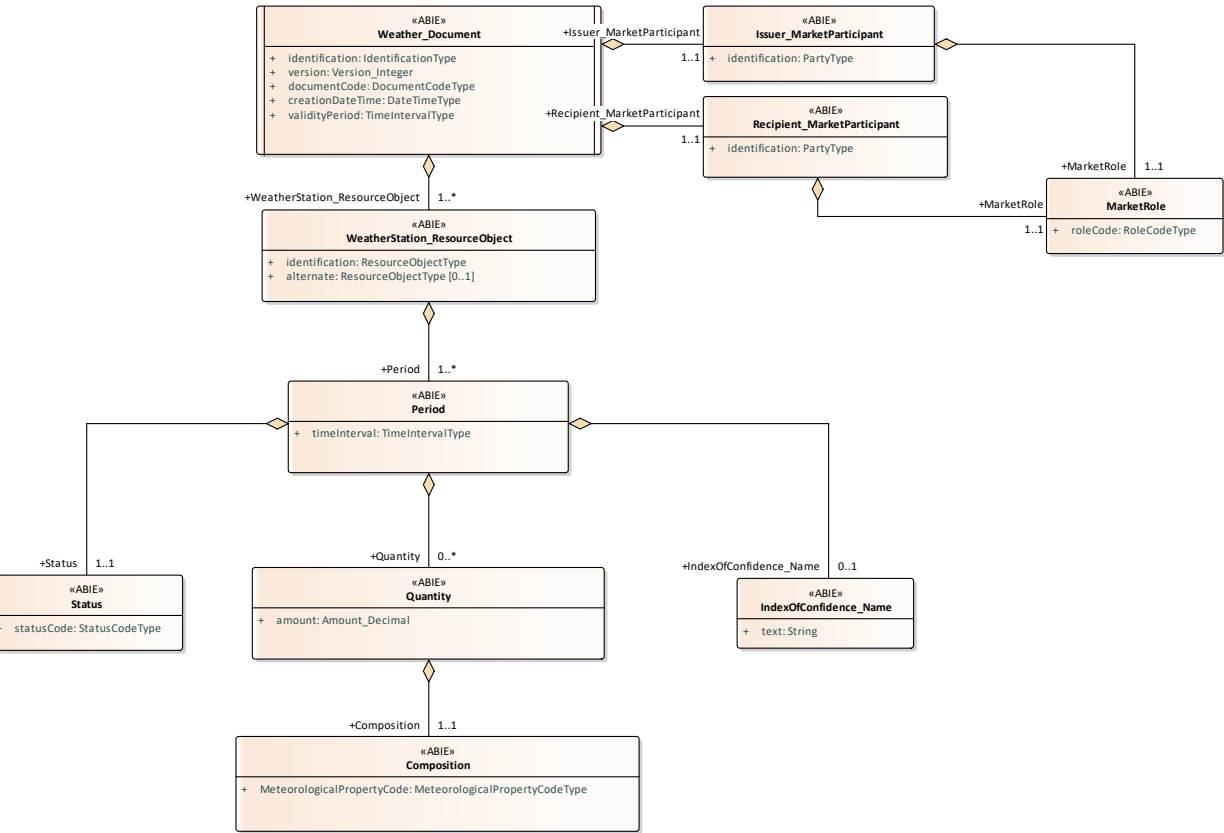 «ABIE»
Weather_Document
+ identification: IdentificationType
+ version: Version_Integer
+ documentCode: DocumentCodeType
+ creationDateTime: DateTimeType
+ validityPeriod: TimeIntervalType
+Issuer_MarketParticipant
1..1
«ABIE»
Issuer_MarketParticipant
+ identification: PartyType
+Recipient_MarketParticipant
1..1
«ABIE»
Recipient_MarketParticipant
+ identification: PartyType
+MarketRole 1..1
+MarketRole
1..1
«ABIE»
MarketRole
+ roleCode: RoleCodeType
+WeatherStation_ResourceObject 1..*
«ABIE»
WeatherStation_ResourceObject
+ identification: ResourceObjectType
+ alternate: ResourceObjectType [0..1]
+Period 1..*
«ABIE»
Period
+ timeInterval: TimeIntervalType
+Status 1..1
«ABIE»
Status
+ statusCode: StatusCodeType
+Quantity 0..*
«ABIE»
Quantity
+ amount: Amount_Decimal
+IndexOfConfidence_Name 0..1
«ABIE»
IndexOfConfidence_Name
+ text: String
+Composition 1..1
«ABIE»
Composition
+ MeteorologicalPropertyCode: MeteorologicalPropertyCodeType